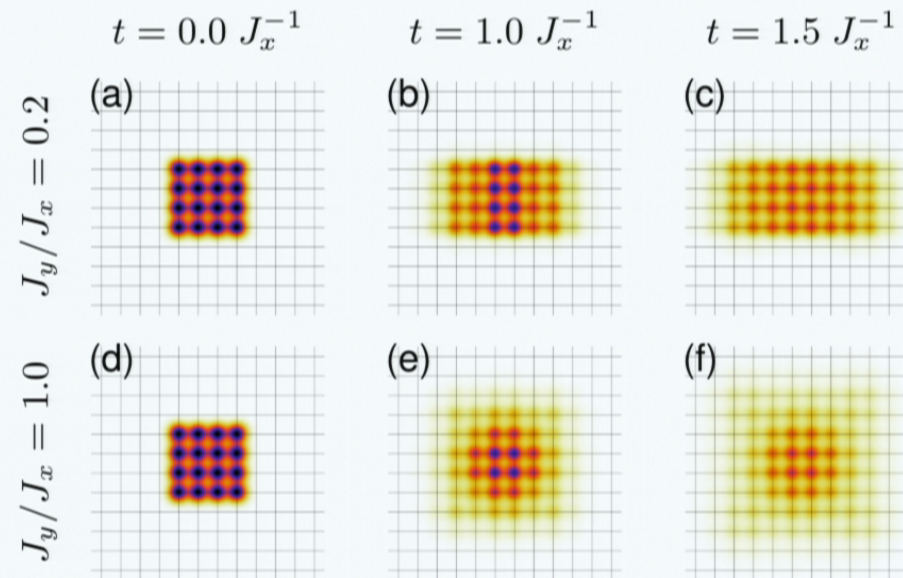 t = 0.0 J_x^{-1} t = 1.0 J_x^{-1} t = 1.5 J_x^{-1}
J_y/J_x = 0.2
(a) (b) (c)
J_y/J_x = 1.0
(d) (e) (f)